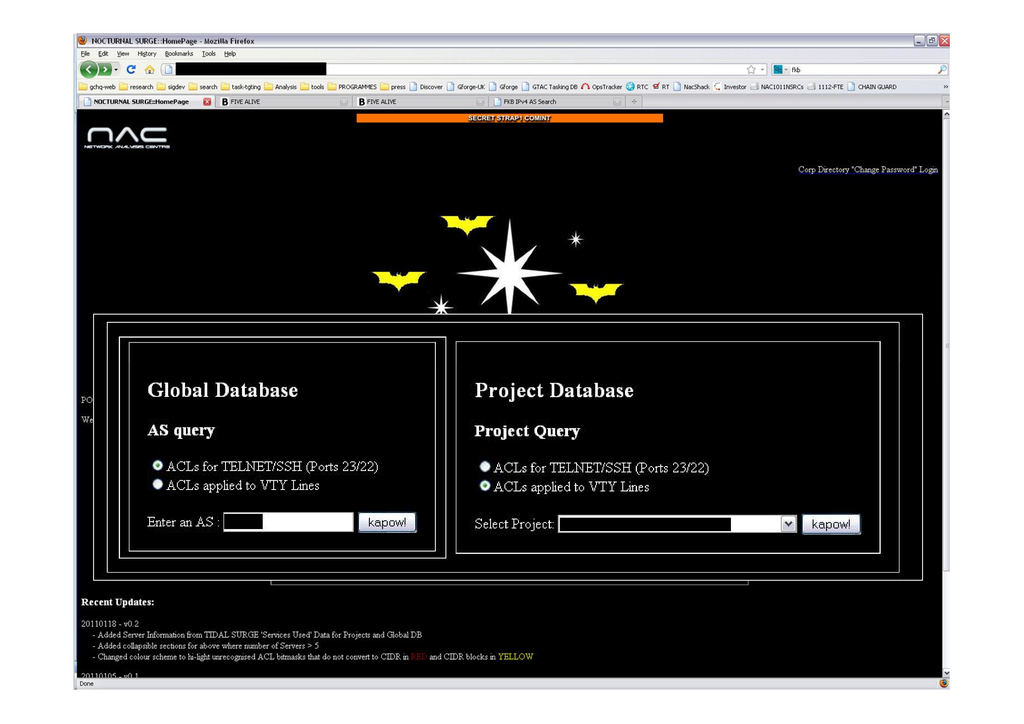 NOCTURNAL SURGE::HomePage - Mozilla Firefox
File Edit View History Bookmarks Tools Help
fkb
gchq-web research sigdev search task-tgting Analysis tools PROGRAMMES press Discover Gforge-UK Gforge GTAC Tasking DB OpsTracker RTC RT NacShack Investor NAC1011NSRCs 1112-FTE CHAIN GUARD »
NOCTURNAL SURGE::HomePage B FIVE ALIVE B FIVE ALIVE FKB IPv4 AS Search
SECRET STRAP1 COMINT
NAC
NETWORK ANALYSIS CENTRE
Corp Directory "Change Password" Login
Global Database
AS query
ACLs for TELNET/SSH (Ports 23/22)
ACLs applied to VTY Lines
Enter an AS : kapow!
Project Database
Project Query
ACLs for TELNET/SSH (Ports 23/22)
ACLs applied to VTY Lines
Select Project: kapow!
PO
We
Recent Updates:
20110118 - v0.2
- Added Server Information from TIDAL SURGE 'Services Used' Data for Projects and Global DB
- Added collapsible sections for above where number of Servers > 5
- Changed colour scheme to hi-light unrecognised ACL bitmasks that do not convert to CIDR in RED and CIDR blocks in YELLOW
20110105 - v0.1
Done